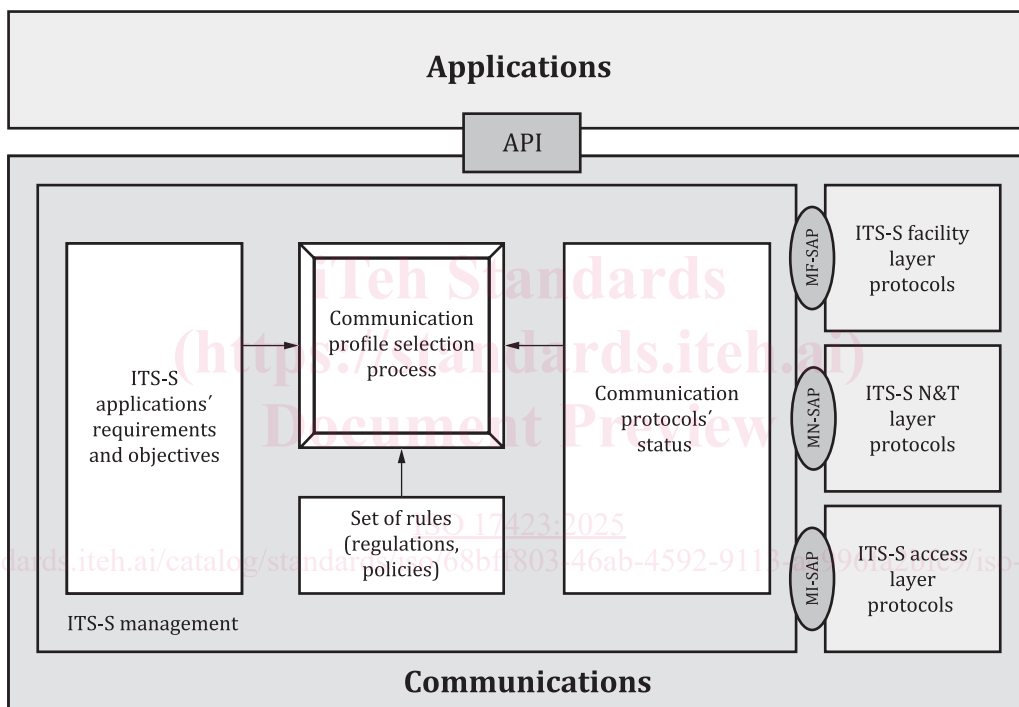 Applications
API
ITS-S
applications′
requirements
and objectives
Communication
profile selection
process
Set of rules
(regulations,
policies)
Communication
protocols′
status
ITS-S management
MF-SAP
ITS-S facility
layer
protocols
MN-SAP
ITS-S N&T
layer
protocols
MI-SAP
ITS-S access
layer
protocols
Communications
iTeh Standards
(https://standards.iteh.ai)
Document Preview
ISO 17423:2025